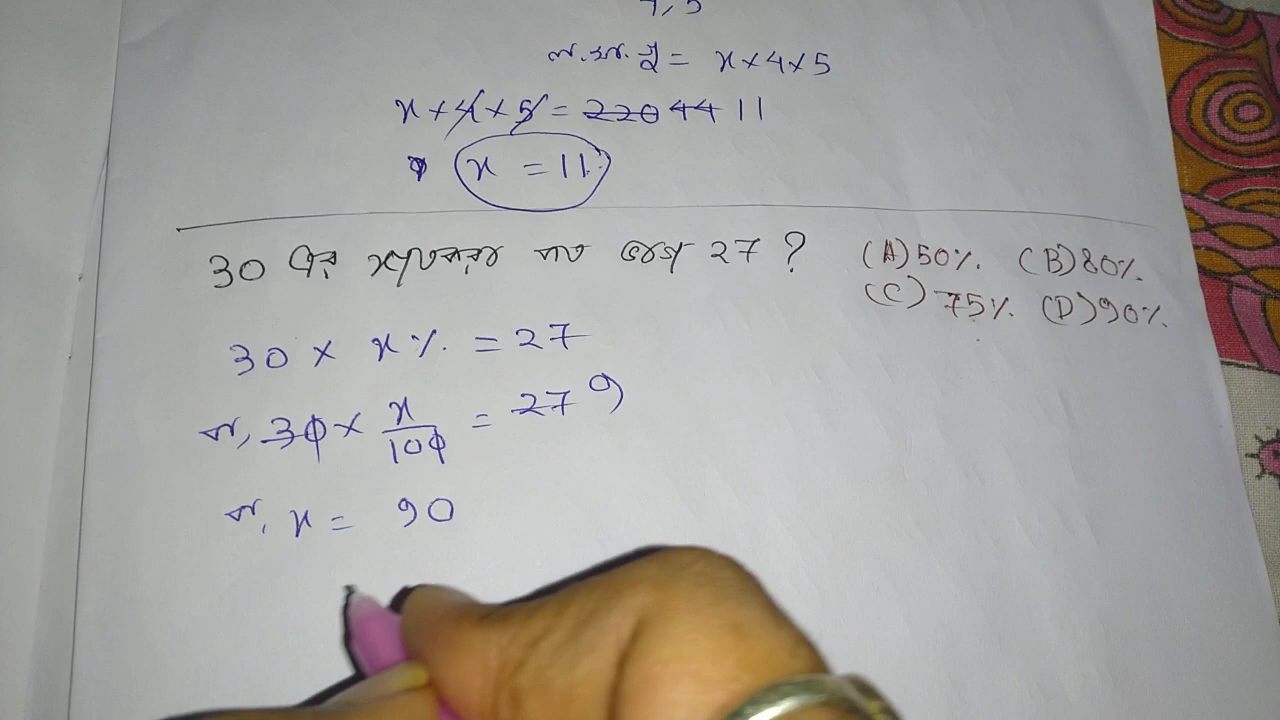 ল.সা.গু = x×4×5
x×4×5 = 220 44 11
x = 11
30 এর শতকরা কত হবে 27 ? (A) 50% (B) 80%
(C) 75% (D) 90%
30 × x% = 27
বা, 30 × x/100 = 27 9
বা, x = 90